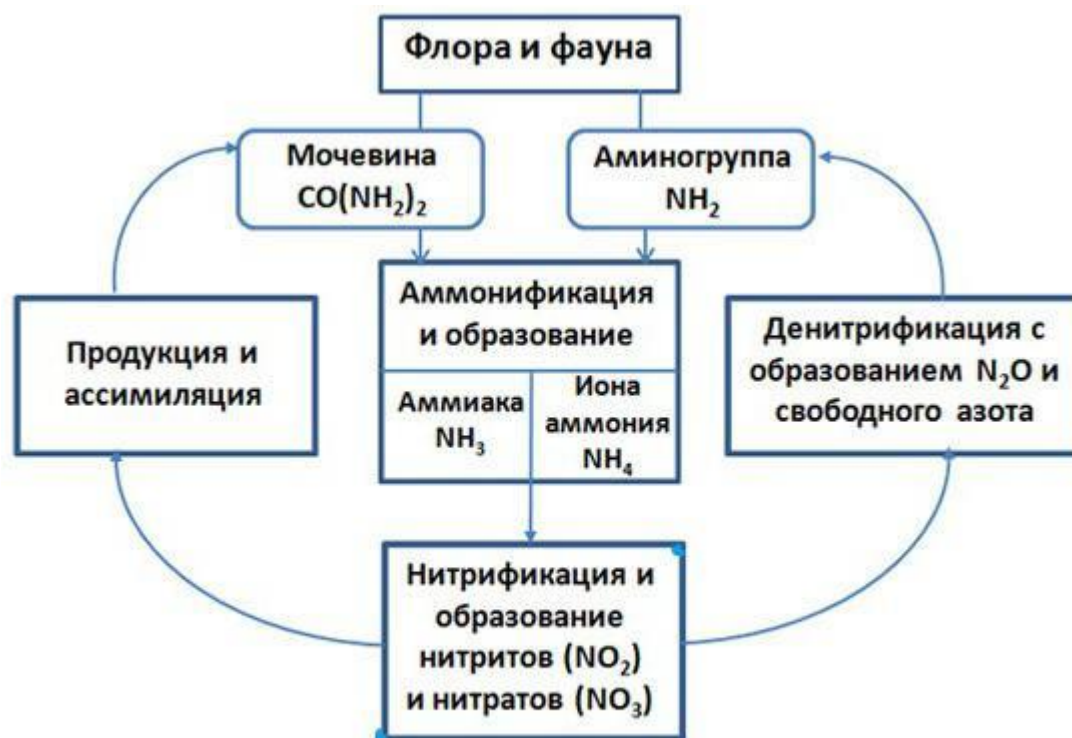 Флора и фауна
Мочевина
CO(NH₂)₂
Аминогруппа
NH₂
Аммонификация
и образование
Аммиака
NH₃
Иона
аммония
NH₄
Продукция и
ассимиляция
Денитрификация с
образованием N₂O и
свободного азота
Нитрификация и
образование
нитритов (NO₂)
и нитратов (NO₃)